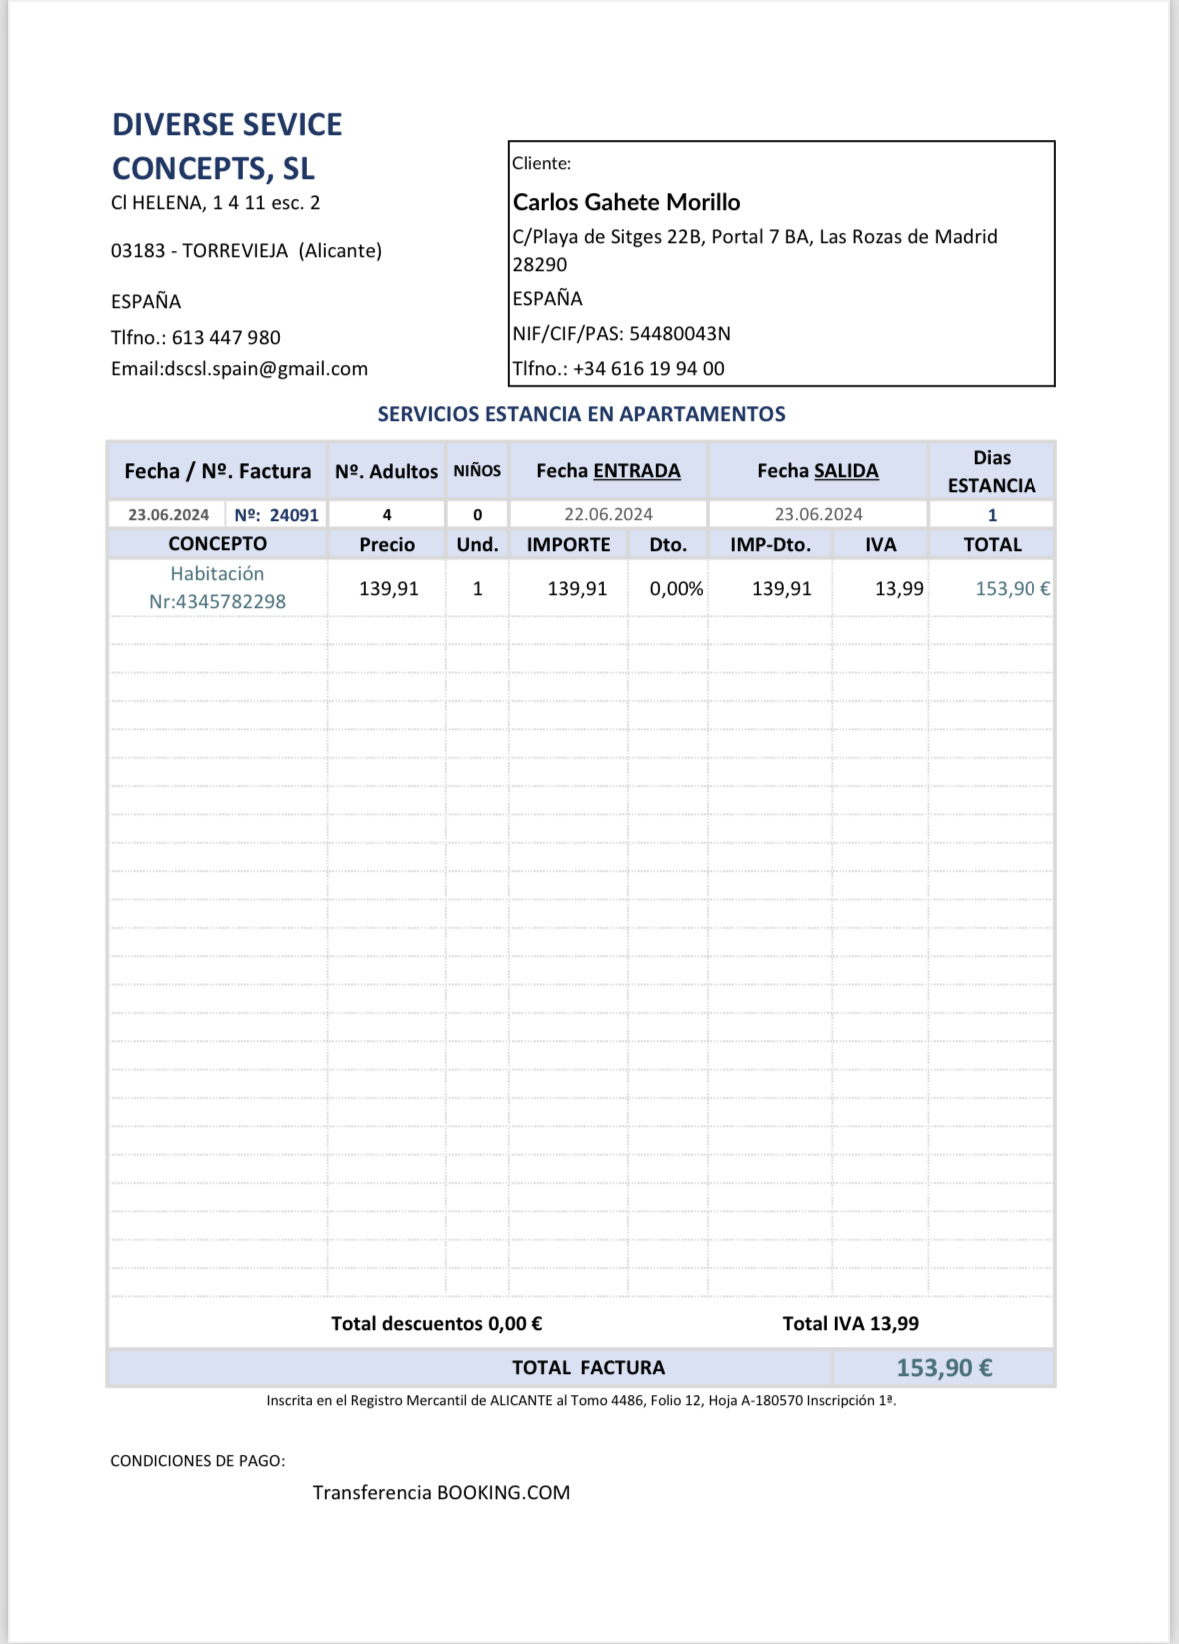 DIVERSE SEVICE
CONCEPTS, SL
Cl HELENA, 1 4 11 esc. 2
03183 - TORREVIEJA  (Alicante)
ESPAÑA
Tlfno.: 613 447 980
Email:dscsl.spain@gmail.com
Cliente:
Carlos Gahete Morillo
C/Playa de Sitges 22B, Portal 7 BA, Las Rozas de Madrid
28290
ESPAÑA
NIF/CIF/PAS: 54480043N
Tlfno.: +34 616 19 94 00
SERVICIOS ESTANCIA EN APARTAMENTOS
Fecha / Nº. Factura Nº. Adultos NIÑOS Fecha ENTRADA Fecha SALIDA Dias
ESTANCIA
23.06.2024 Nº: 24091 4 0 22.06.2024 23.06.2024 1
CONCEPTO Precio Und. IMPORTE Dto. IMP-Dto. IVA TOTAL
Habitación
Nr:4345782298 139,91 1 139,91 0,00% 139,91 13,99 153,90 €
Total descuentos 0,00 € Total IVA 13,99
TOTAL  FACTURA 153,90 €
Inscrita en el Registro Mercantil de ALICANTE al Tomo 4486, Folio 12, Hoja A-180570 Inscripción 1ª.
CONDICIONES DE PAGO:
Transferencia BOOKING.COM